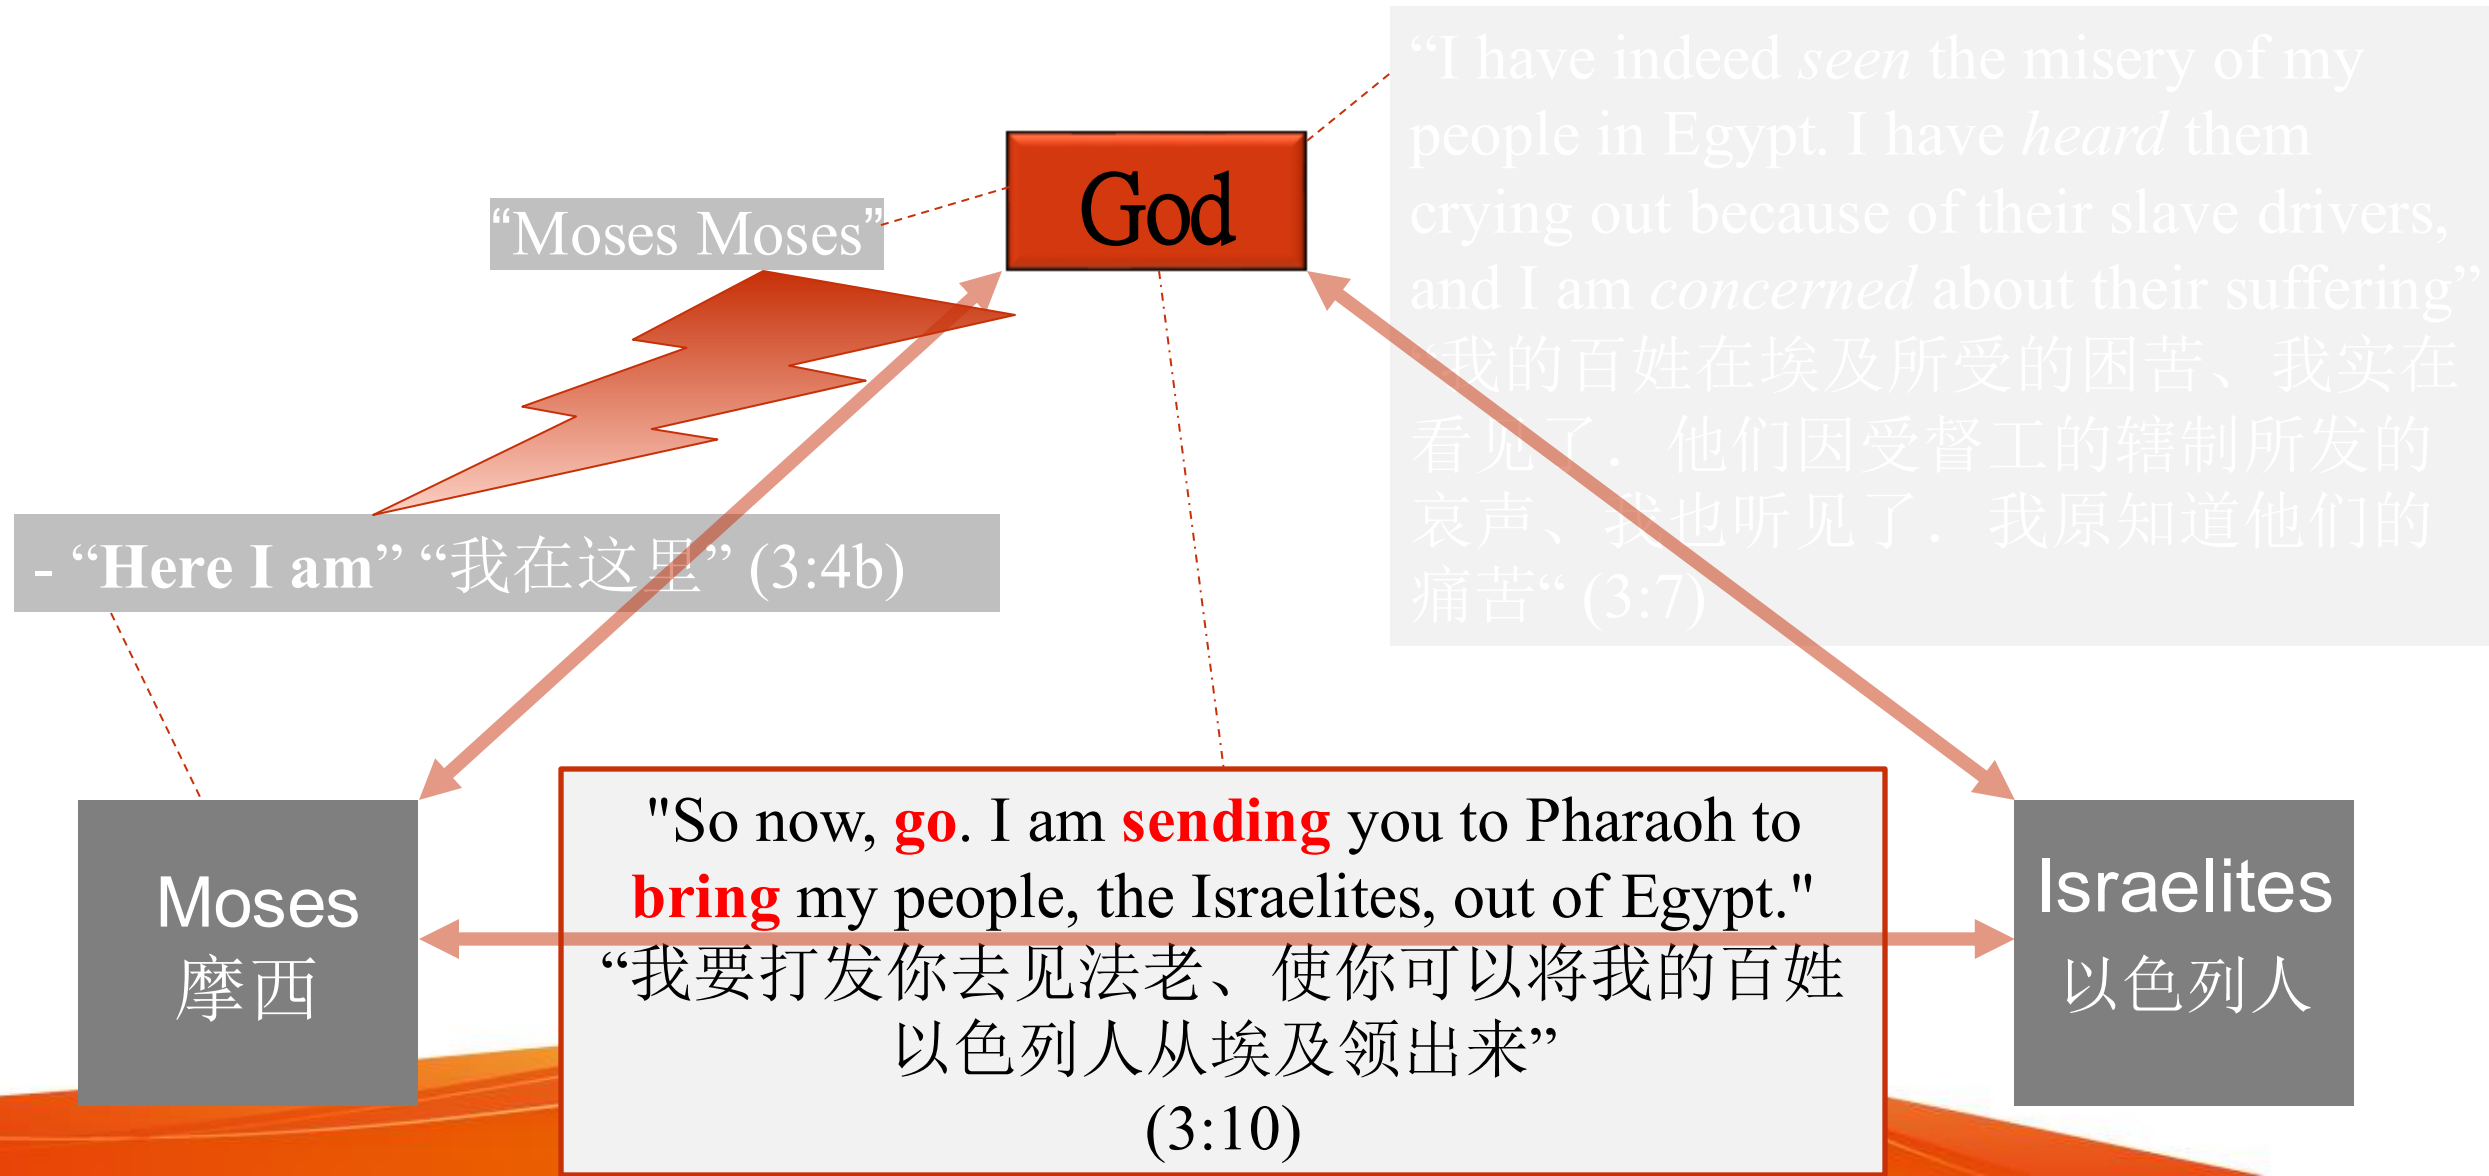 “I have indeed seen the misery of my
people in Egypt. I have heard them
crying out because of their slave drivers,
and I am concerned about their suffering”
“我的百姓在埃及所受的困苦、我实在
看见了． 他们因受督工的辖制所发的
哀声、我也听见了． 我原知道他们的
痛苦“ (3:7)
God
“Moses Moses”
- “Here I am” “我在这里” (3:4b)
"So now, go. I am sending you to Pharaoh to
bring my people, the Israelites, out of Egypt."
“我要打发你去见法老、使你可以将我的百姓
以色列人从埃及领出来”
(3:10)
Moses
摩西
Israelites
以色列人